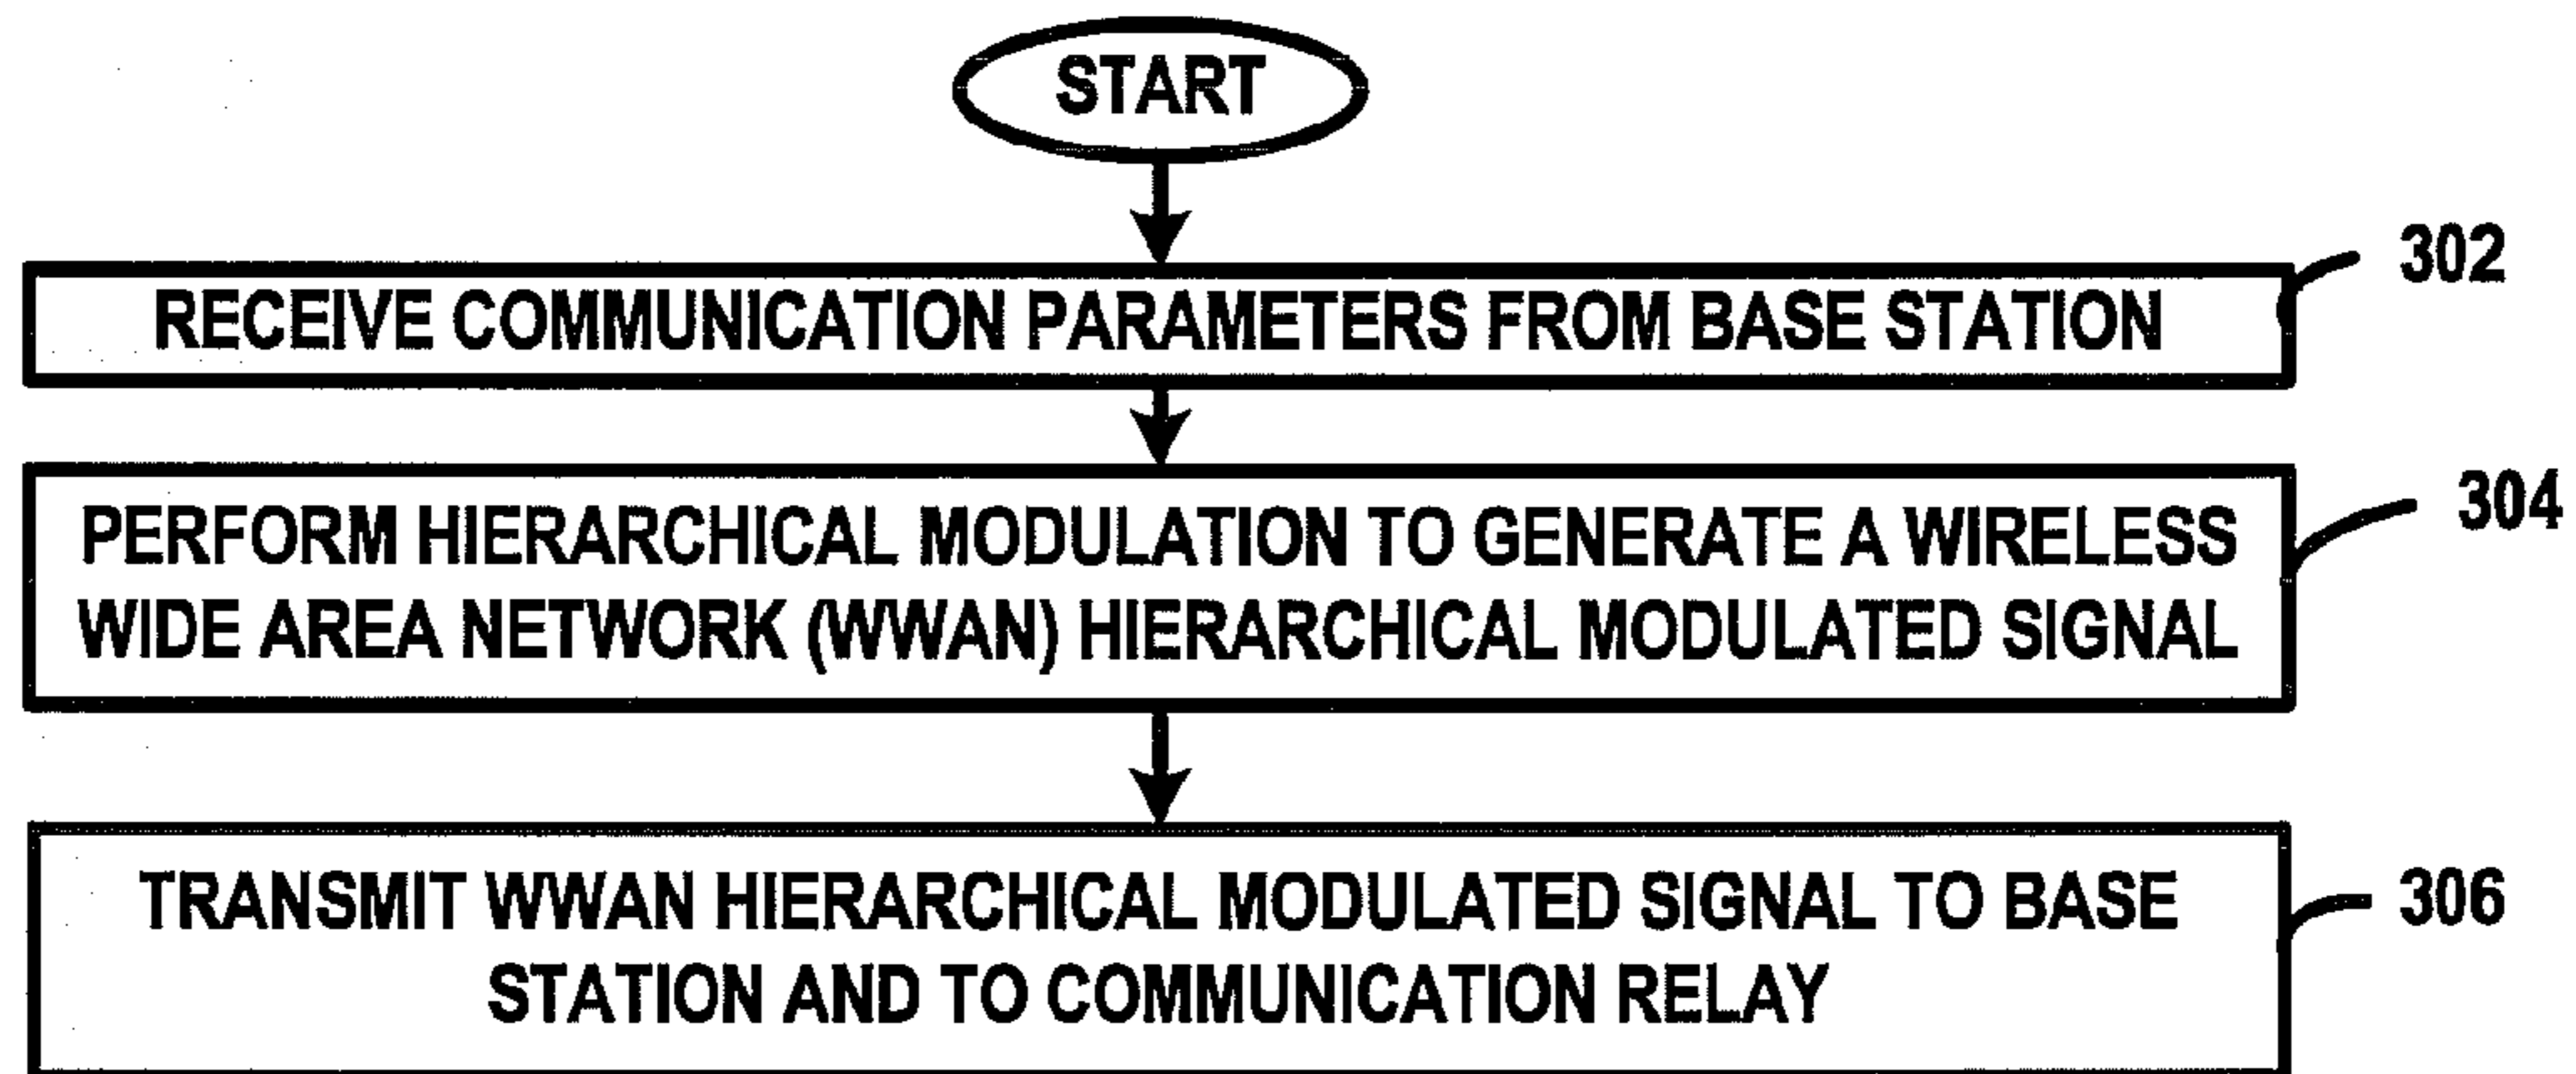 START
RECEIVE COMMUNICATION PARAMETERS FROM BASE STATION
302
PERFORM HIERARCHICAL MODULATION TO GENERATE A WIRELESS
WIDE AREA NETWORK (WWAN) HIERARCHICAL MODULATED SIGNAL
304
TRANSMIT WWAN HIERARCHICAL MODULATED SIGNAL TO BASE
STATION AND TO COMMUNICATION RELAY
306